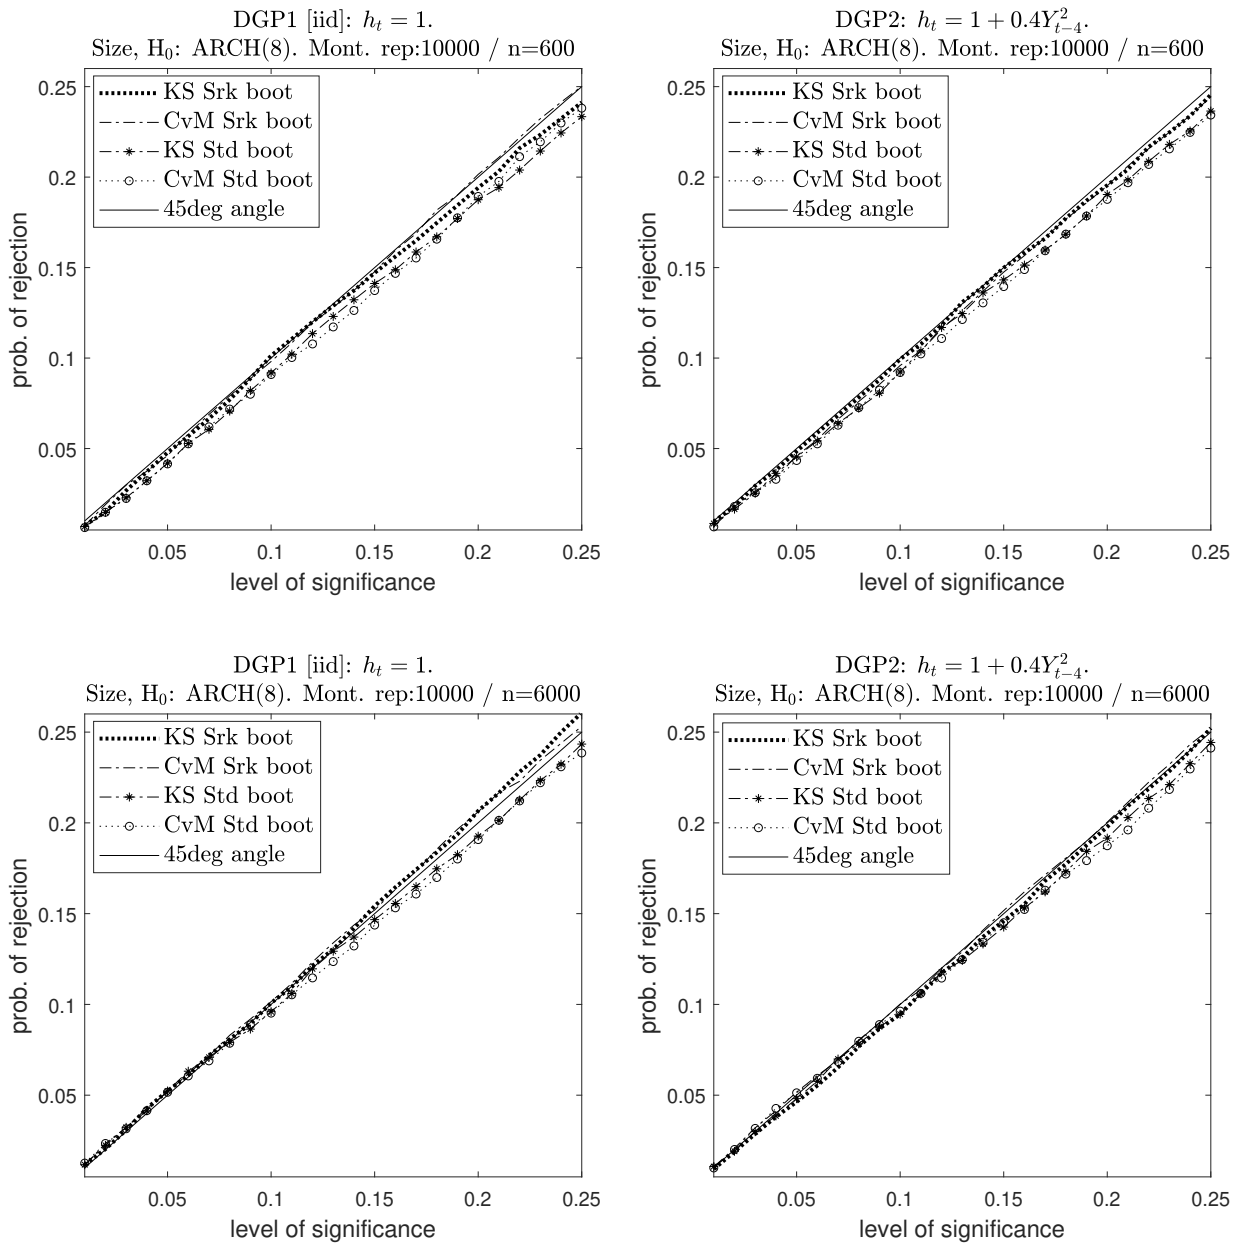 DGP1 [iid]: h_t = 1.
Size, H_0: ARCH(8). Mont. rep:10000 / n=600
KS Srk boot
CvM Srk boot
KS Std boot
CvM Std boot
45deg angle
0.25
0.2
0.15
0.1
0.05
prob. of rejection
0.05 0.1 0.15 0.2 0.25
level of significance
DGP2: h_t = 1 + 0.4Y_{t-4}^2.
Size, H_0: ARCH(8). Mont. rep:10000 / n=600
KS Srk boot
CvM Srk boot
KS Std boot
CvM Std boot
45deg angle
0.25
0.2
0.15
0.1
0.05
prob. of rejection
0.05 0.1 0.15 0.2 0.25
level of significance
DGP1 [iid]: h_t = 1.
Size, H_0: ARCH(8). Mont. rep:10000 / n=6000
KS Srk boot
CvM Srk boot
KS Std boot
CvM Std boot
45deg angle
0.25
0.2
0.15
0.1
0.05
prob. of rejection
0.05 0.1 0.15 0.2 0.25
level of significance
DGP2: h_t = 1 + 0.4Y_{t-4}^2.
Size, H_0: ARCH(8). Mont. rep:10000 / n=6000
KS Srk boot
CvM Srk boot
KS Std boot
CvM Std boot
45deg angle
0.25
0.2
0.15
0.1
0.05
prob. of rejection
0.05 0.1 0.15 0.2 0.25
level of significance